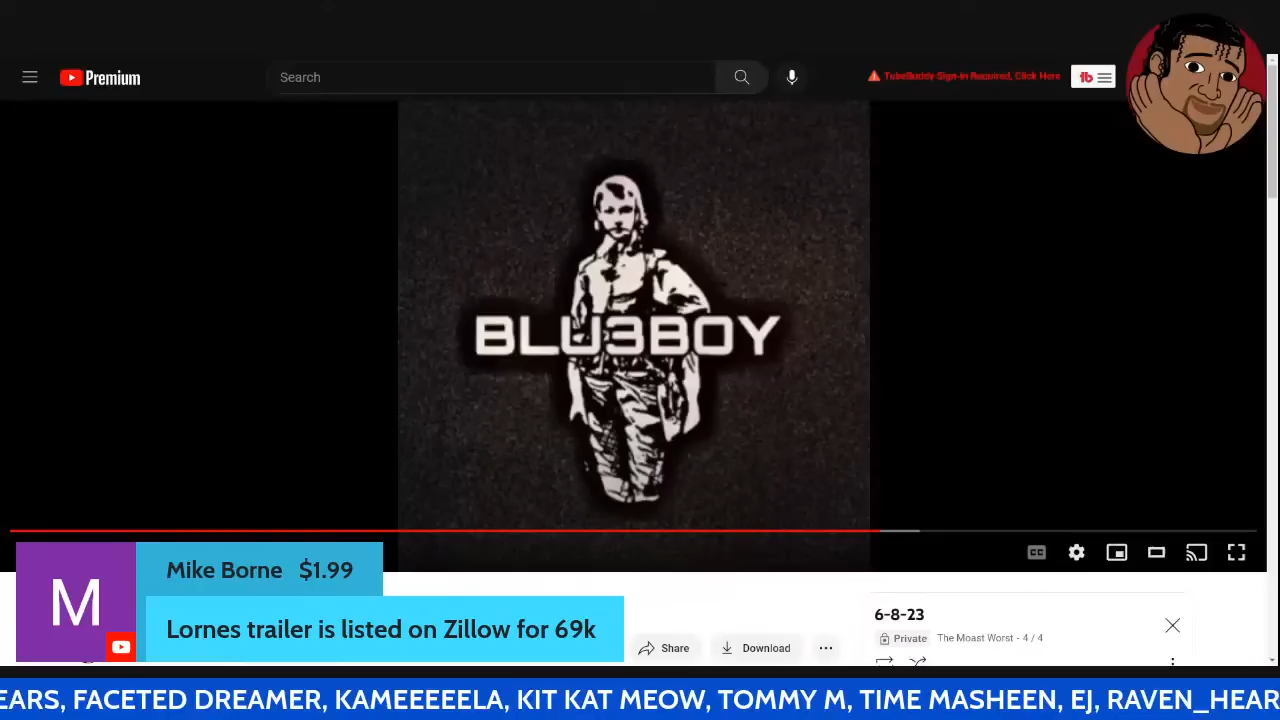 Premium
Search
TubeBuddy Sign-in Required, Click Here
tb
BLU3BOY
CC
M
Mike Borne $1.99
Lornes trailer is listed on Zillow for 69k
Share
Download
6-8-23
Private
The Moast Worst - 4 / 4
EARS, FACETED DREAMER, KAMEEEEELA, KIT KAT MEOW, TOMMY M, TIME MASHEEN, EJ, RAVEN_HEAR